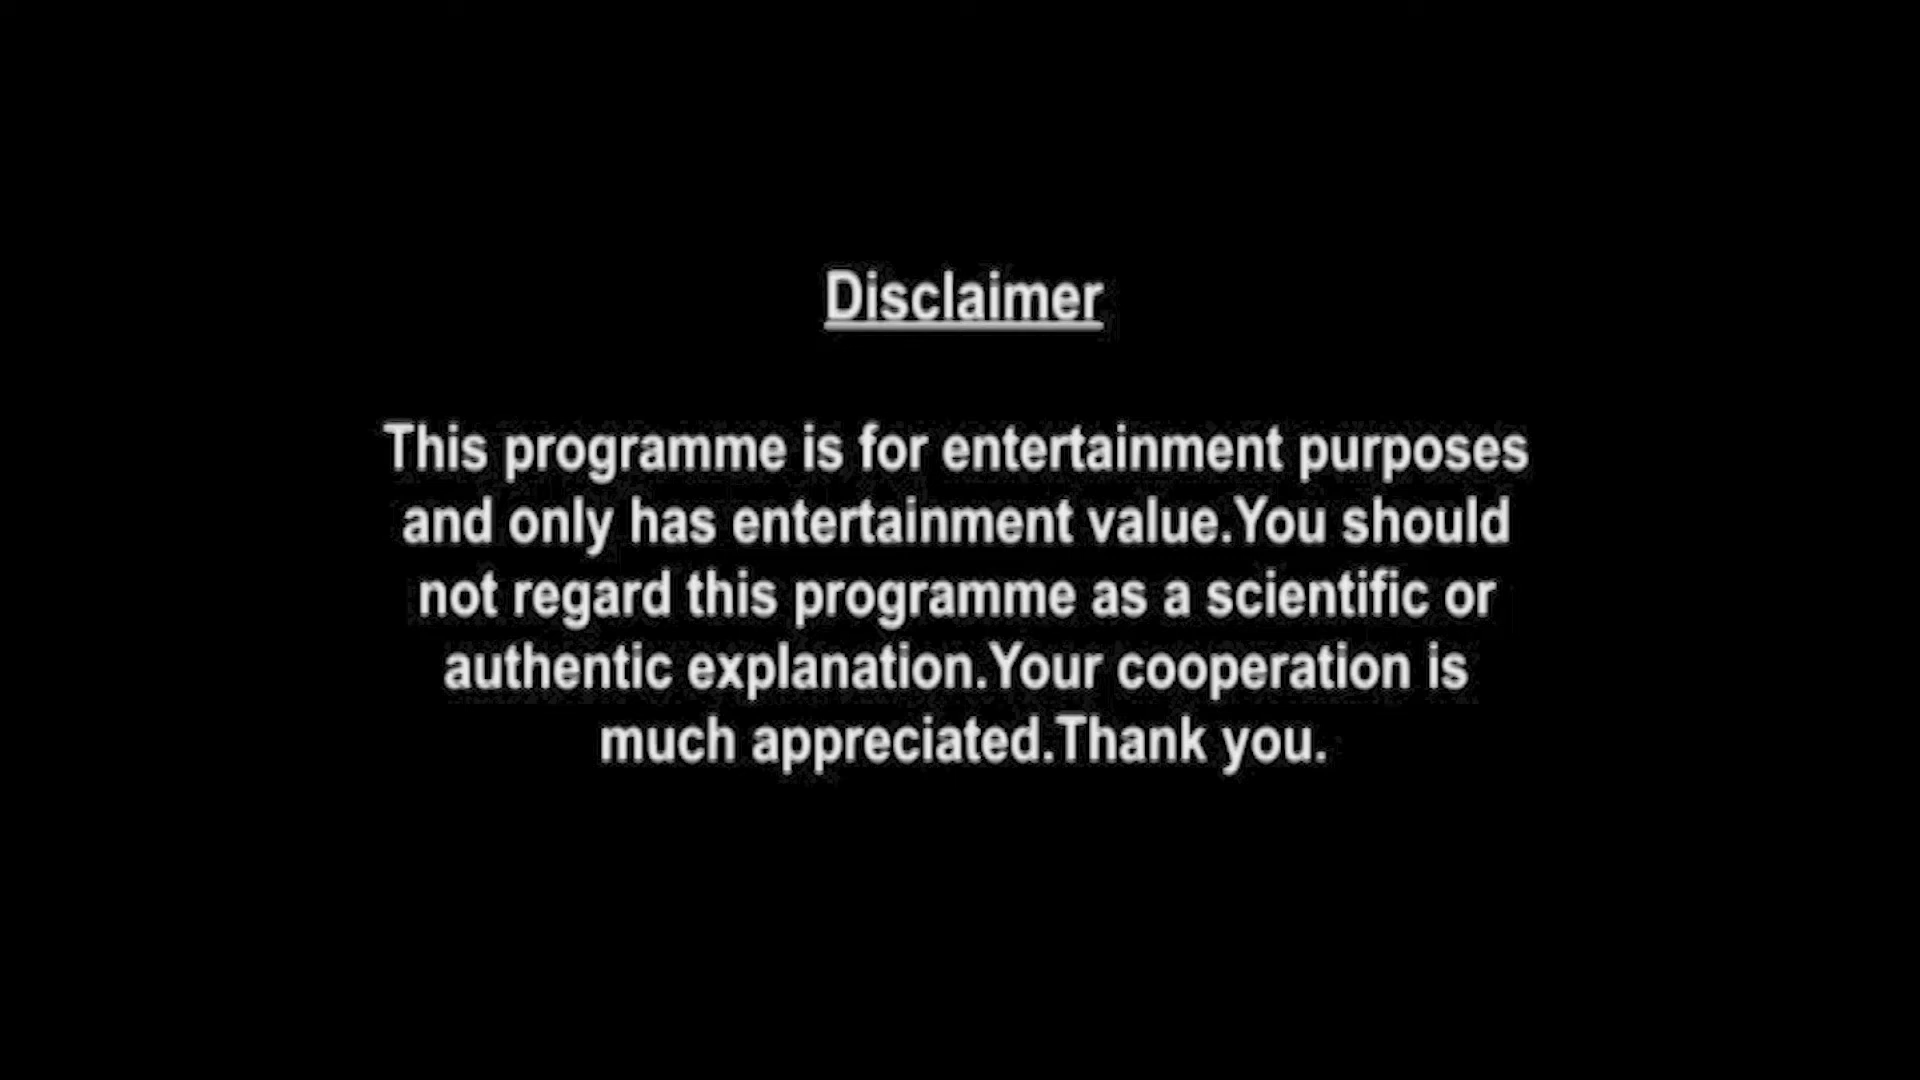 Disclaimer
This programme is for entertainment purposes
and only has entertainment value.You should
not regard this programme as a scientific or
authentic explanation.Your cooperation is
much appreciated.Thank you.